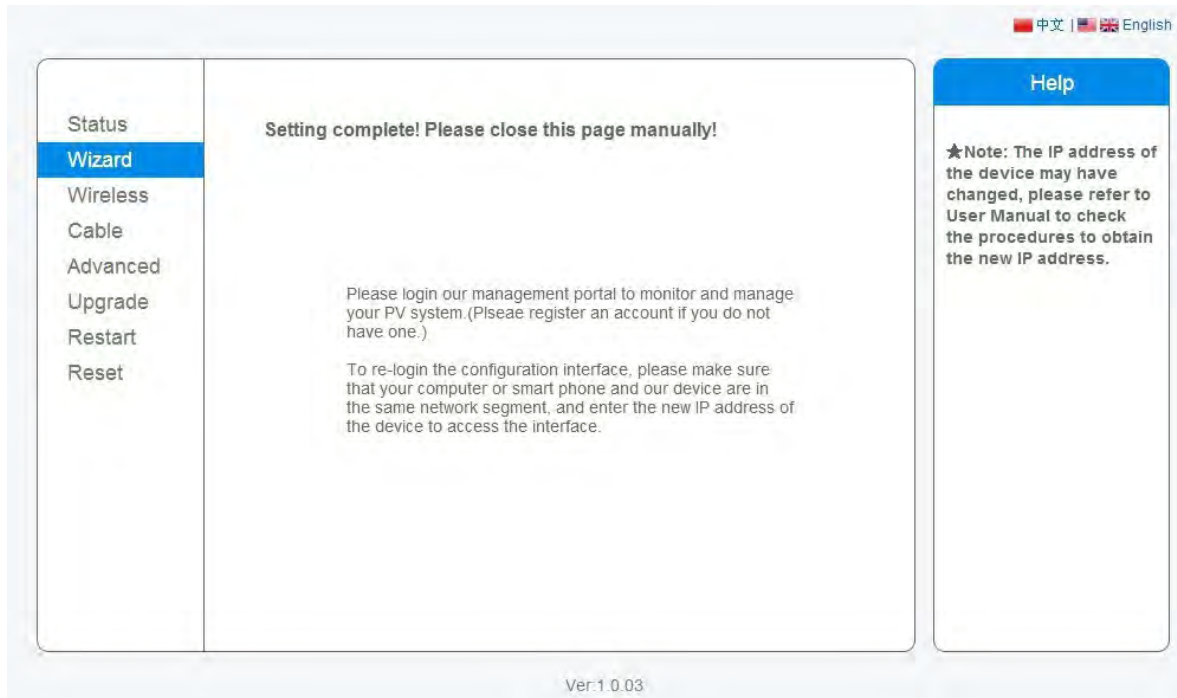 中文 | English
Help
Status
Wizard
Wireless
Cable
Advanced
Upgrade
Restart
Reset
Setting complete! Please close this page manually!
Please login our management portal to monitor and manage
your PV system.(Plseae register an account if you do not
have one.)
To re-login the configuration interface, please make sure
that your computer or smart phone and our device are in
the same network segment, and enter the new IP address of
the device to access the interface.
★Note: The IP address of
the device may have
changed, please refer to
User Manual to check
the procedures to obtain
the new IP address.
Ver:1.0.03